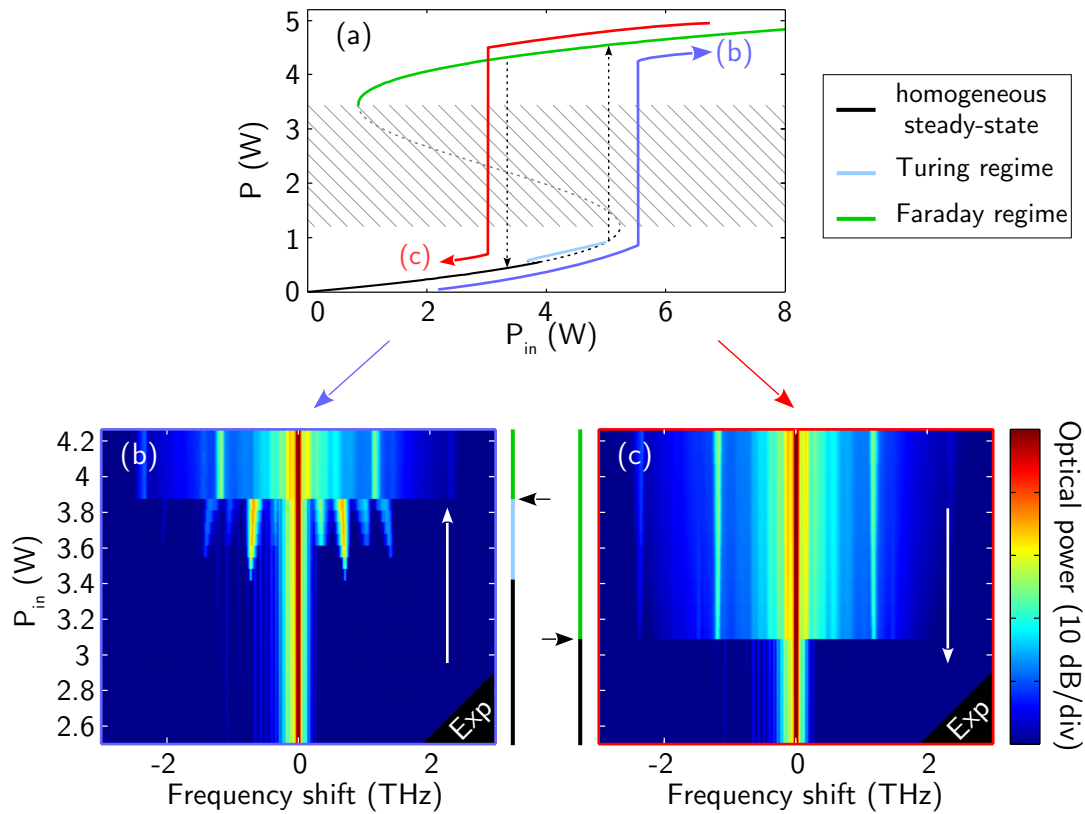 (a)
P (W)
5
4
3
2
1
0
0 2 4 6 8
P_in (W)
(b)
(c)
homogeneous
steady-state
Turing regime
Faraday regime
(b)
P_in (W)
4.2
4
3.8
3.6
3.4
3.2
3
2.8
2.6
-2 0 2
Frequency shift (THz)
Exp
(c)
-2 0 2
Frequency shift (THz)
Exp
Optical power (10 dB/div)